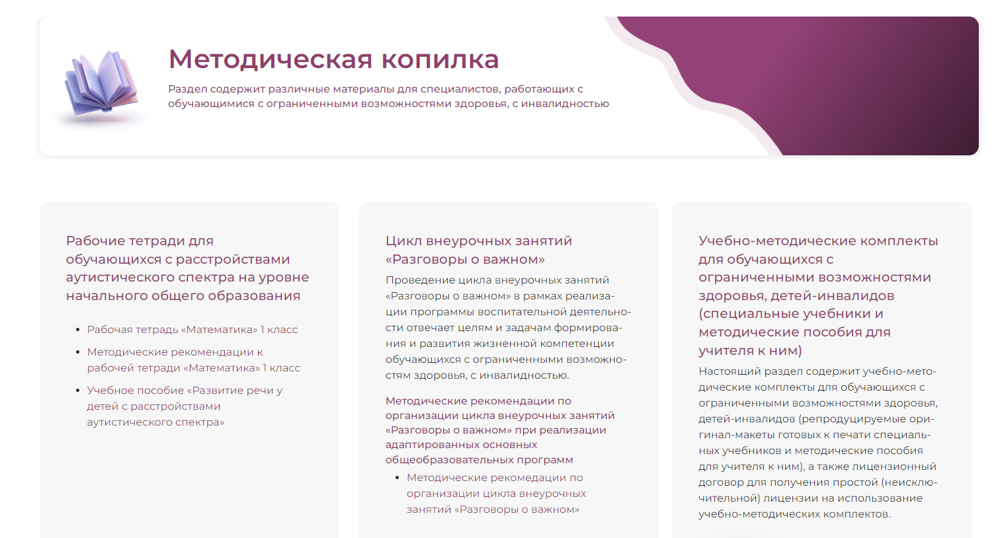 Методическая копилка
Раздел содержит различные материалы для специалистов, работающих с
обучающимися с ограниченными возможностями здоровья, с инвалидностью
Рабочие тетради для
обучающихся с расстройствами
аутистического спектра на уровне
начального общего образования
• Рабочая тетрадь «Математика» 1 класс
• Методические рекомендации к
рабочей тетради «Математика» 1 класс
• Учебное пособие «Развитие речи у
детей с расстройствами
аутистического спектра»
Цикл внеурочных занятий
«Разговоры о важном»
Проведение цикла внеурочных занятий
«Разговоры о важном» в рамках реализа-
ции программы воспитательной деятельно-
сти отвечает целям и задачам формирова-
ния и развития жизненной компетенции
обучающихся с ограниченными возможно-
стям здоровья, с инвалидностью.
Методические рекомендации по
организации цикла внеурочных занятий
«Разговоры о важном» при реализации
адаптированных основных
общеобразовательных программ
• Методические рекомедации по
организации цикла внеурочных
занятий «Разговоры о важном»
Учебно-методические комплекты
для обучающихся с
ограниченными возможностями
здоровья, детей-инвалидов
(специальные учебники и
методические пособия для
учителя к ним)
Настоящий раздел содержит учебно-мето-
дические комплекты для обучающихся с
ограниченными возможностями здоровья,
детей-инвалидов (репродуцируемые ори-
гинал-макеты готовых к печати специаль-
ных учебников и методические пособия
для учителя к ним), а также лицензионный
договор для получения простой (неисклю-
чительной) лицензии на использование
учебно-методических комплектов.